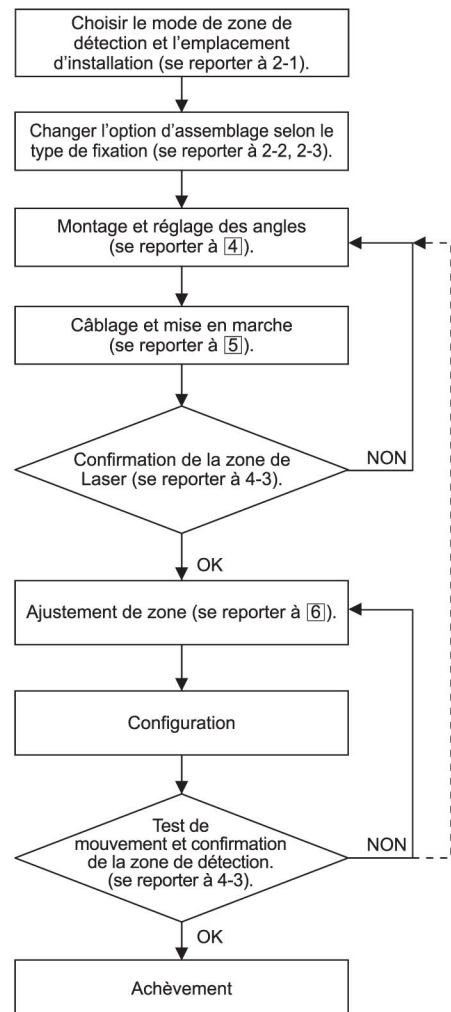 Choisir le mode de zone de
détection et l'emplacement
d'installation (se reporter à 2-1).
Changer l'option d'assemblage selon le
type de fixation (se reporter à 2-2, 2-3).
Montage et réglage des angles
(se reporter à 4).
Câblage et mise en marche
(se reporter à 5).
Confirmation de la zone de
Laser (se reporter à 4-3).
NON
OK
Ajustement de zone (se reporter à 6).
Configuration
Test de
mouvement et confirmation
de la zone de détection.
(se reporter à 4-3).
NON
OK
Achèvement